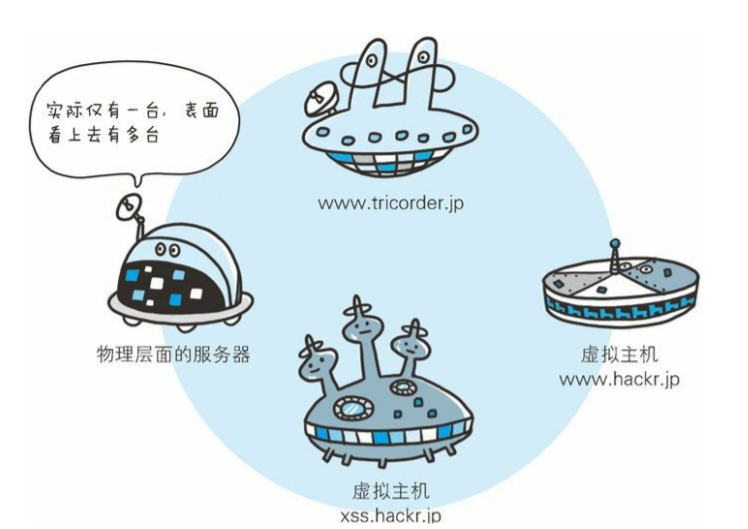 实际仅有一台，表面
看上去有多台
www.tricorder.jp
物理层面的服务器
虚拟主机
www.hackr.jp
虚拟主机
xss.hackr.jp